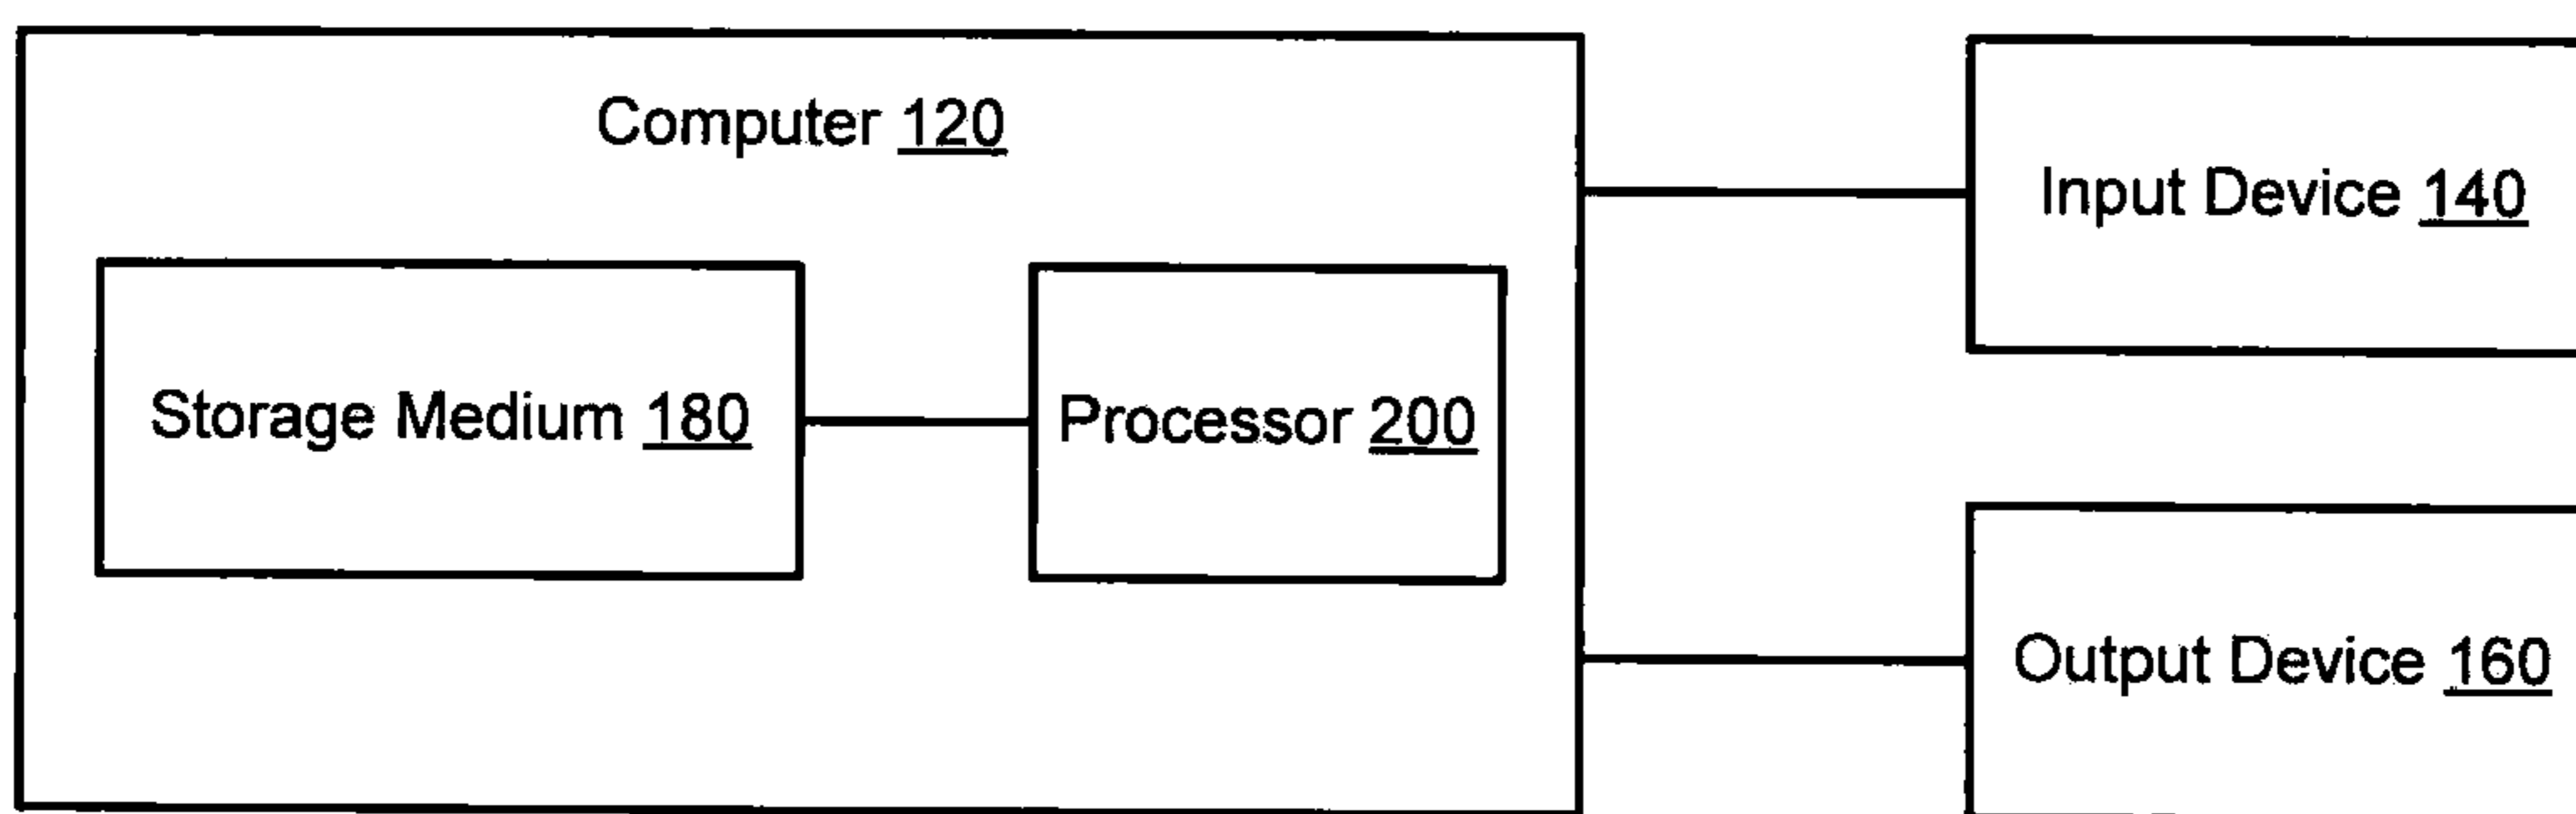 Computer 120
Input Device 140
Storage Medium 180
Processor 200
Output Device 160